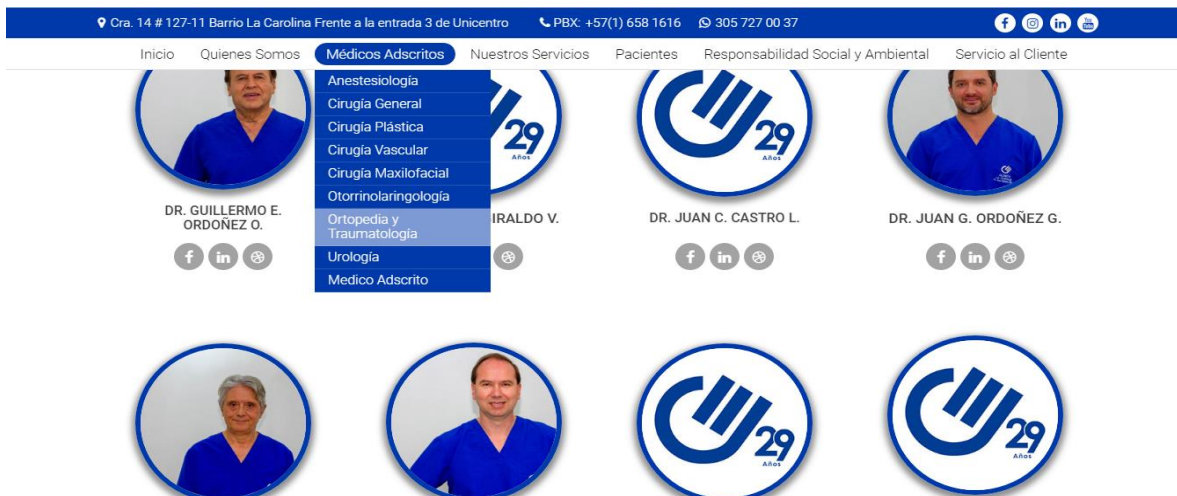 Cra. 14 # 127-11 Barrio La Carolina Frente a la entrada 3 de Unicentro PBX: +57(1) 658 1616 305 727 00 37
Inicio Quienes Somos Médicos Adscritos Nuestros Servicios Pacientes Responsabilidad Social y Ambiental Servicio al Cliente
Anestesiología
Cirugía General
Cirugía Plástica
Cirugía Vascular
Cirugía Maxilofacial
Otorrinolaringología
Ortopedia y
Traumatología
Urología
Medico Adscrito
29
Años
29
Años
DR. GUILLERMO E.
ORDOÑEZ O.
IRALDO V.
DR. JUAN C. CASTRO L.
DR. JUAN G. ORDOÑEZ G.
29
Años
29
Años